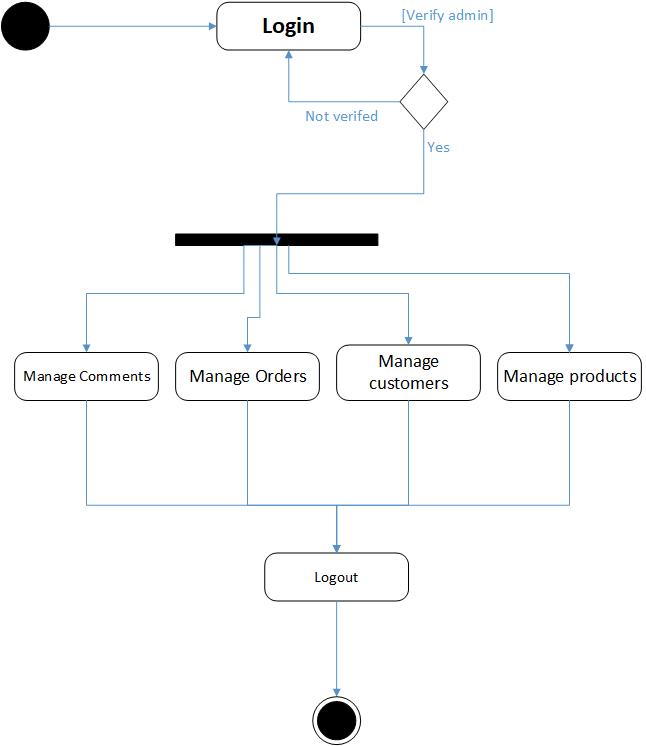 Login
[Verify admin]
Not verifed
Yes
Manage Comments
Manage Orders
Manage
customers
Manage products
Logout